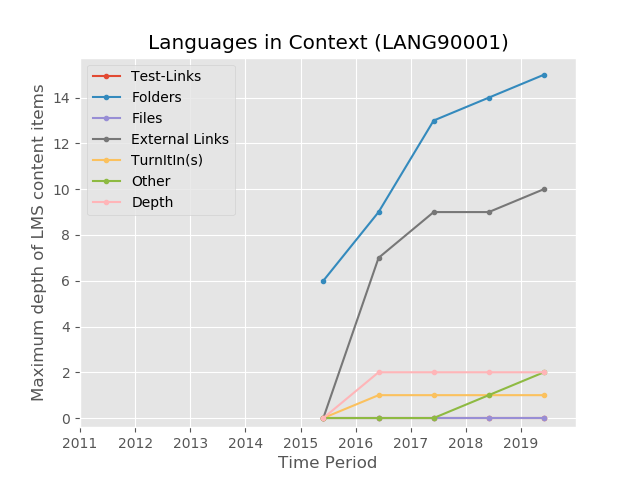 Languages in Context (LANG90001)
Test-Links
Folders
Files
External Links
TurnItIn(s)
Other
Depth
Maximum depth of LMS content items
14
12
10
8
6
4
2
0
2011 2012 2013 2014 2015 2016 2017 2018 2019
Time Period